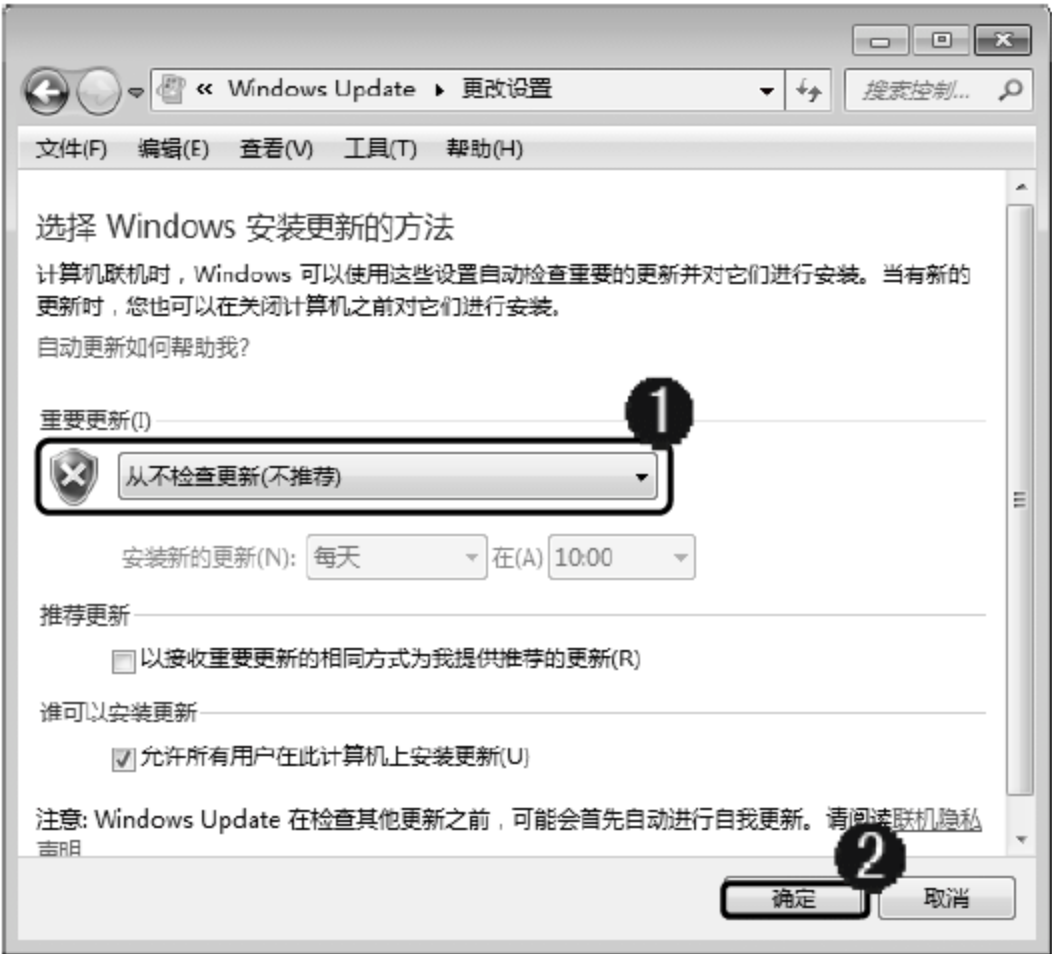 « Windows Update ▸ 更改设置
搜索控制...
文件(F) 编辑(E) 查看(V) 工具(T) 帮助(H)
选择 Windows 安装更新的方法
计算机联机时，Windows 可以使用这些设置自动检查重要的更新并对它们进行安装。当有新的
更新时，您也可以在关闭计算机之前对它们进行安装。
自动更新如何帮助我?
重要更新(I)
1
从不检查更新(不推荐)
安装新的更新(N): 每天 在(A) 10:00
推荐更新
以接收重要更新的相同方式为我提供推荐的更新(R)
谁可以安装更新
允许所有用户在此计算机上安装更新(U)
注意: Windows Update 在检查其他更新之前，可能会首先自动进行自我更新。请阅读联机隐私
声明
2
确定 取消